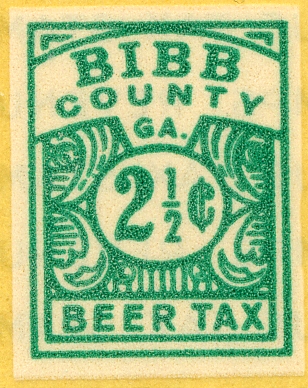 BIBB
COUNTY
GA.
2½¢
BEER TAX